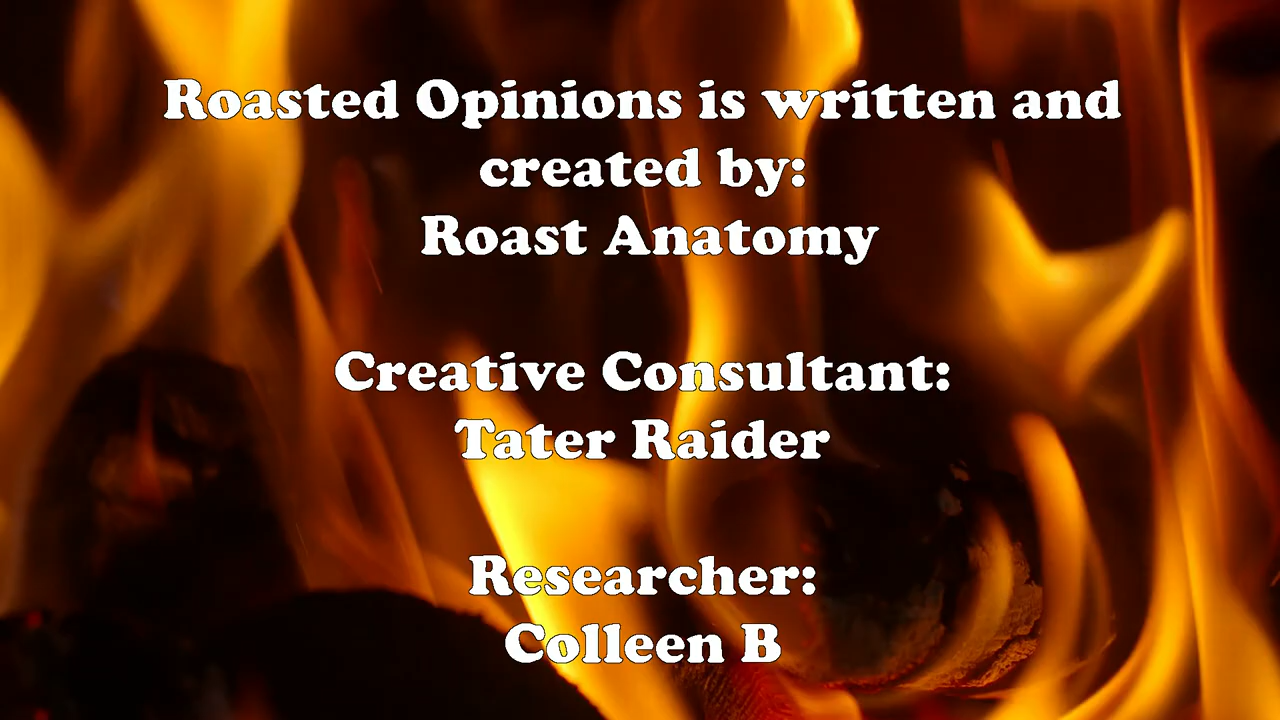 Roasted Opinions is written and
created by:
Roast Anatomy
Creative Consultant:
Tater Raider
Researcher:
Colleen B